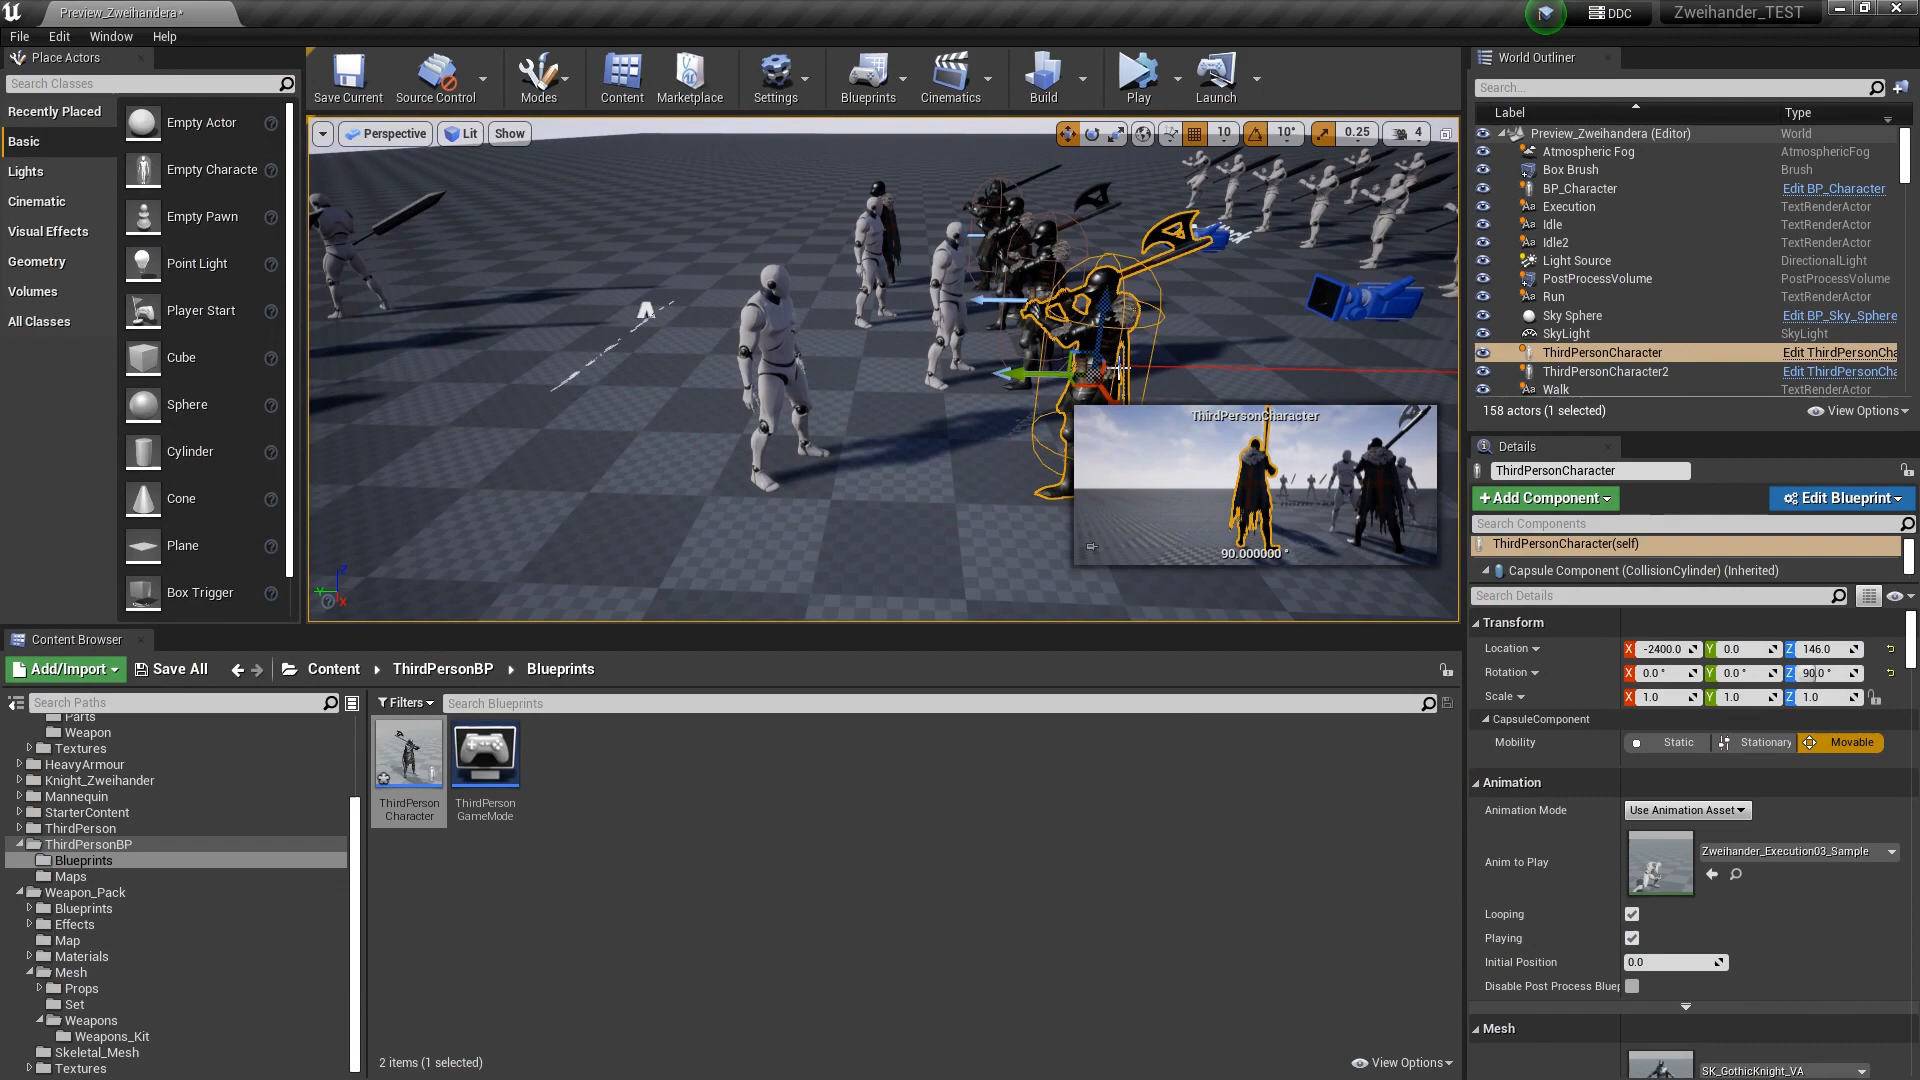 Preview_Zweihandera*
DDC
Zweihander_TEST
File Edit Window Help
Place Actors
Search Classes
Recently Placed
Basic
Lights
Cinematic
Visual Effects
Geometry
Volumes
All Classes
Empty Actor
Empty Characte
Empty Pawn
Point Light
Player Start
Cube
Sphere
Cylinder
Cone
Plane
Box Trigger
Save Current
Source Control
Modes
Content
Marketplace
Settings
Blueprints
Cinematics
Build
Play
Launch
Perspective
Lit
Show
10
10°
0.25
4
ThirdPersonCharacter
90.000000 °
World Outliner
Search...
Label Type
Preview_Zweihandera (Editor) World
Atmospheric Fog AtmosphericFog
Box Brush Brush
BP_Character Edit BP_Character
Execution TextRenderActor
Idle TextRenderActor
Idle2 TextRenderActor
Light Source DirectionalLight
PostProcessVolume PostProcessVolume
Run TextRenderActor
Sky Sphere Edit BP_Sky_Sphere
SkyLight SkyLight
ThirdPersonCharacter Edit ThirdPersonCha
ThirdPersonCharacter2 Edit ThirdPersonCha
Walk TextRenderActor
158 actors (1 selected) View Options
Details
ThirdPersonCharacter
+Add Component
Edit Blueprint
Search Components
ThirdPersonCharacter(self)
Capsule Component (CollisionCylinder) (Inherited)
Search Details
Transform
Location X -2400.0 Y 0.0 Z 146.0
Rotation X 0.0 ° Y 0.0 ° Z 90.0 °
Scale X 1.0 Y 1.0 Z 1.0
CapsuleComponent
Mobility Static Stationary Movable
Animation
Animation Mode Use Animation Asset
Anim to Play Zweihander_Execution03_Sample
Looping
Playing
Initial Position 0.0
Disable Post Process Bluep
Mesh
SK_GothicKnight_VA
Content Browser
Add/Import Save All Content ThirdPersonBP Blueprints
Search Paths
Filters
Search Blueprints
Parts
Weapon
Textures
HeavyArmour
Knight_Zweihander
Mannequin
StarterContent
ThirdPerson
ThirdPersonBP
Blueprints
Maps
Weapon_Pack
Blueprints
Effects
Map
Materials
Mesh
Props
Set
Weapons
Weapons_Kit
Skeletal_Mesh
Textures
ThirdPerson
Character
ThirdPerson
GameMode
2 items (1 selected) View Options